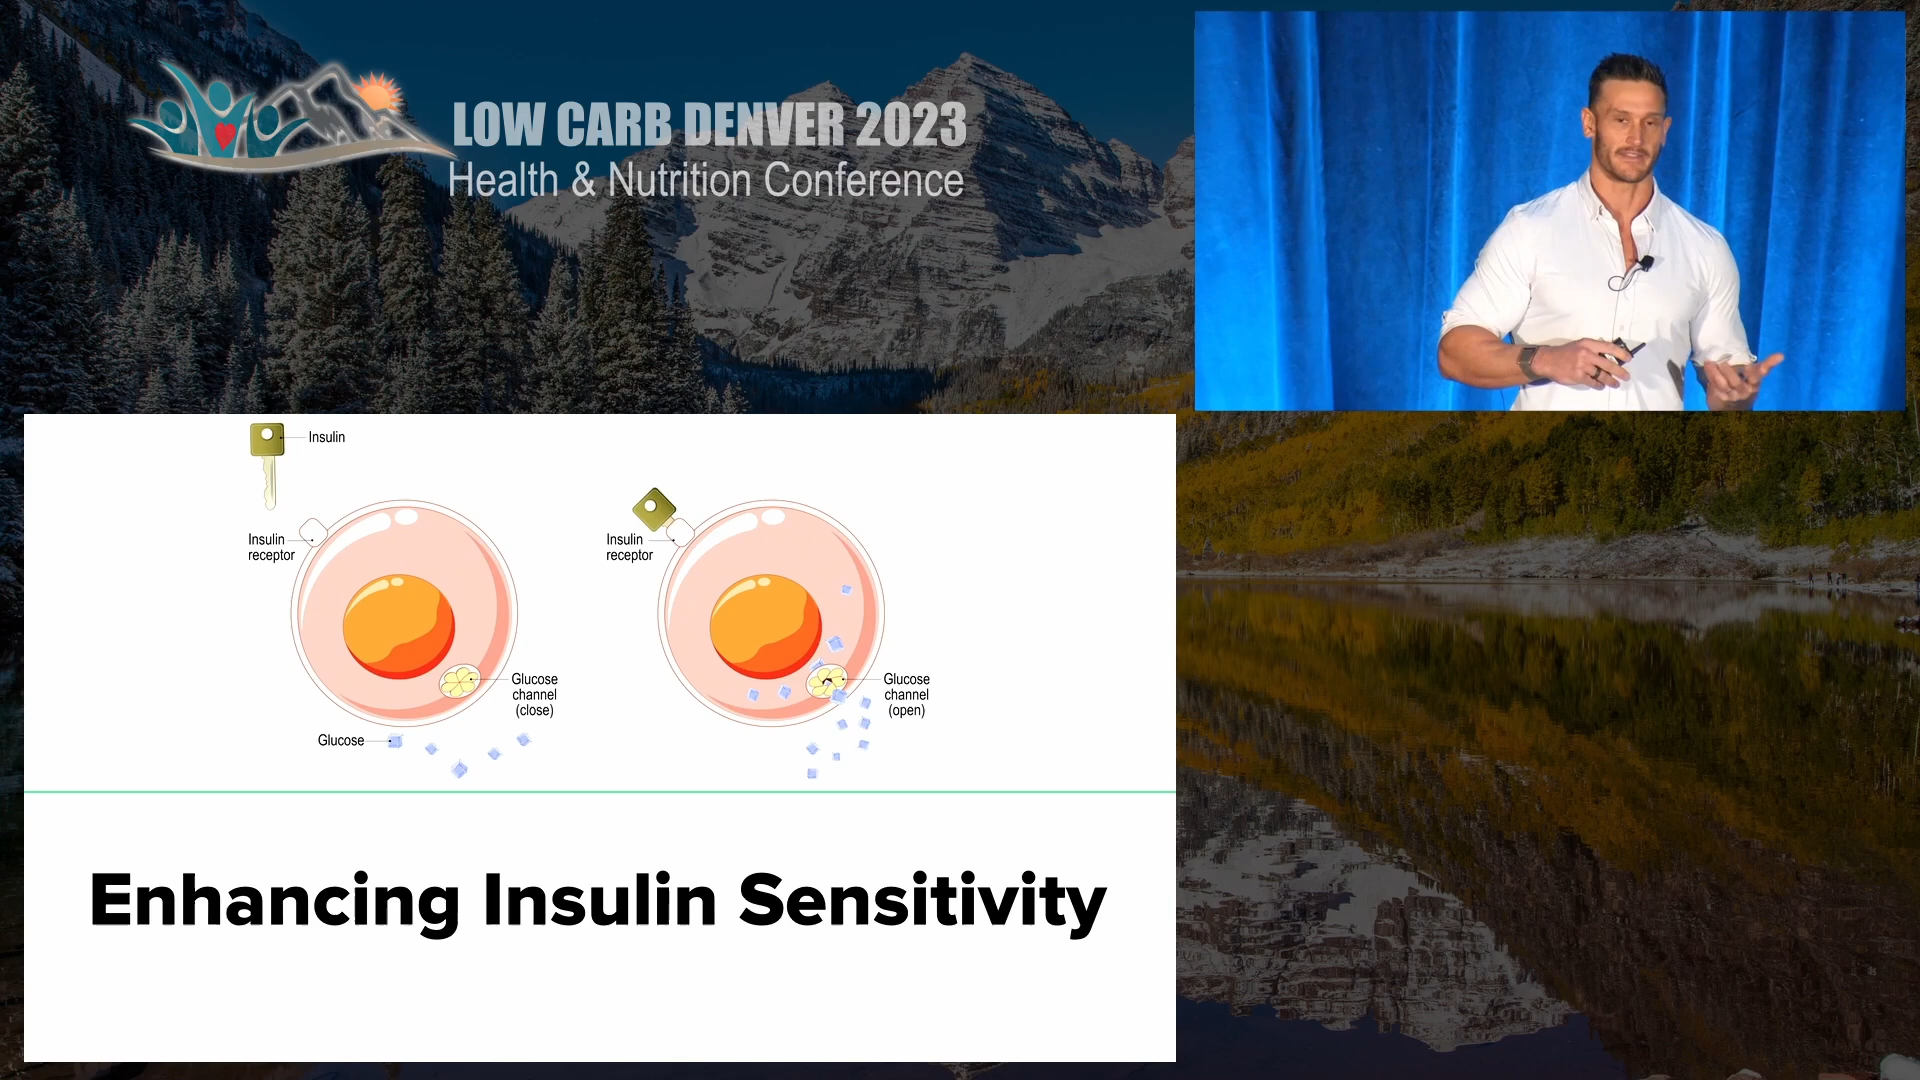 LOW CARB DENVER 2023
Health & Nutrition Conference
Insulin
Insulin
receptor
Glucose
channel
(close)
Glucose
Insulin
receptor
Glucose
channel
(open)
Enhancing Insulin Sensitivity